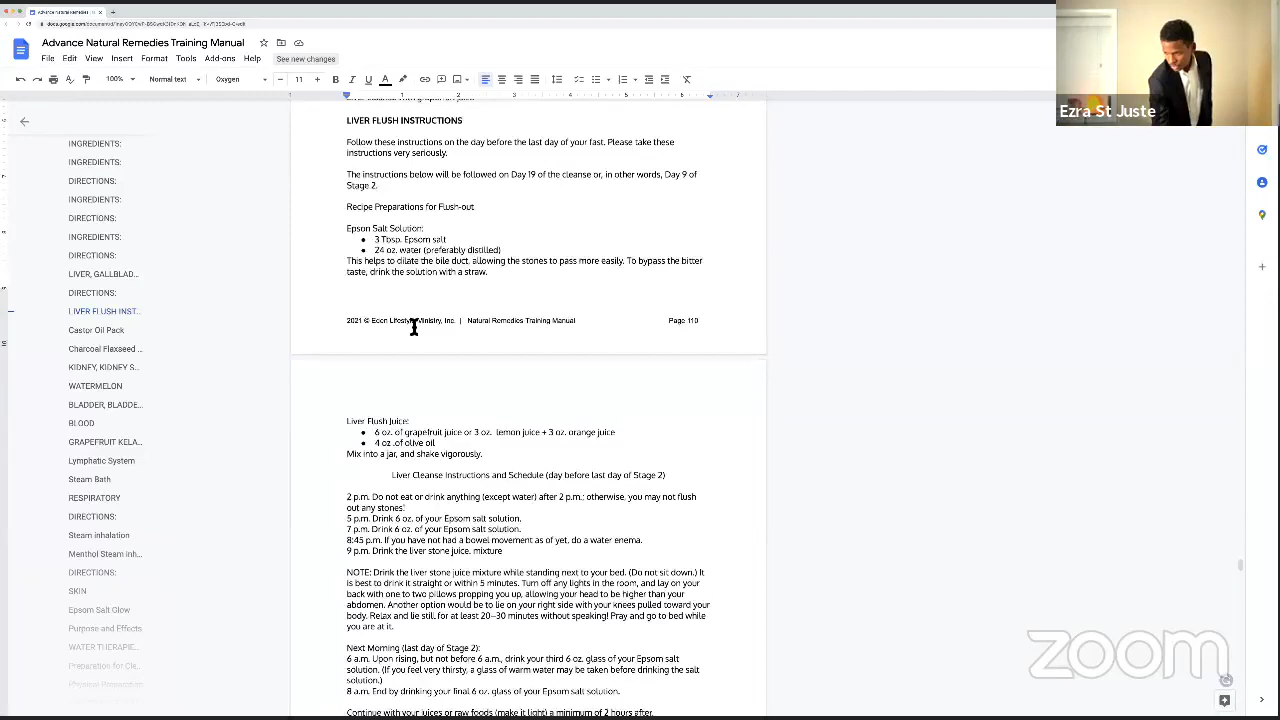 Advance Natural Remedies
Advance Natural Remedies Training Manual
File Edit View Insert Format Tools Add-ons Help See new changes
100% Normal text Oxygen 11 B I U A
INGREDIENTS:
INGREDIENTS:
DIRECTIONS:
INGREDIENTS:
DIRECTIONS:
INGREDIENTS:
DIRECTIONS:
LIVER, GALLBLAD...
DIRECTIONS:
LIVER FLUSH INST...
Castor Oil Pack
Charcoal Flaxseed ...
KIDNEY, KIDNEY S...
WATERMELON
BLADDER, BLADDE...
BLOOD
GRAPEFRUIT KELA...
Lymphatic System
Steam Bath
RESPIRATORY
DIRECTIONS:
Steam inhalation
Menthol Steam inh...
DIRECTIONS:
SKIN
Epsom Salt Glow
Purpose and Effects
WATER THERAPIE...
Preparation for Cle...
Physical Preparation
LIVER FLUSH INSTRUCTIONS
Follow these instructions on the day before the last day of your fast. Please take these
instructions very seriously.
The instructions below will be followed on Day 19 of the cleanse or, in other words, Day 9 of
Stage 2.
Recipe Preparations for Flush-out
Epson Salt Solution:
3 Tbsp. Epsom salt
24 oz. water (preferably distilled)
This helps to dilate the bile duct, allowing the stones to pass more easily. To bypass the bitter
taste, drink the solution with a straw.
2021 © Eden Lifestyle Ministry, Inc. | Natural Remedies Training Manual Page 110
Liver Flush Juice:
6 oz. of grapefruit juice or 3 oz. lemon juice + 3 oz. orange juice
4 oz .of olive oil
Mix into a jar, and shake vigorously.
Liver Cleanse Instructions and Schedule (day before last day of Stage 2)
2 p.m. Do not eat or drink anything (except water) after 2 p.m.; otherwise, you may not flush
out any stones!
5 p.m. Drink 6 oz. of your Epsom salt solution.
7 p.m. Drink 6 oz. of your Epsom salt solution.
8:45 p.m. If you have not had a bowel movement as of yet, do a water enema.
9 p.m. Drink the liver stone juice. mixture
NOTE: Drink the liver stone juice mixture while standing next to your bed. (Do not sit down.) It
is best to drink it straight or within 5 minutes. Turn off any lights in the room, and lay on your
back with one to two pillows propping you up, allowing your head to be higher than your
abdomen. Another option would be to lie on your right side with your knees pulled toward your
body. Relax and lie still for at least 20–30 minutes without speaking! Pray and go to bed while
you are at it.
Next Morning (last day of Stage 2):
6 a.m. Upon rising, but not before 6 a.m., drink your third 6 oz. glass of your Epsom salt
solution. (If you feel very thirsty, a glass of warm water may be taken before drinking the salt
solution.)
8 a.m. End by drinking your final 6 oz. glass of your Epsom salt solution.
Continue with your juices or raw foods (make it light) a minimum of 2 hours after.
Ezra St Juste
zoom